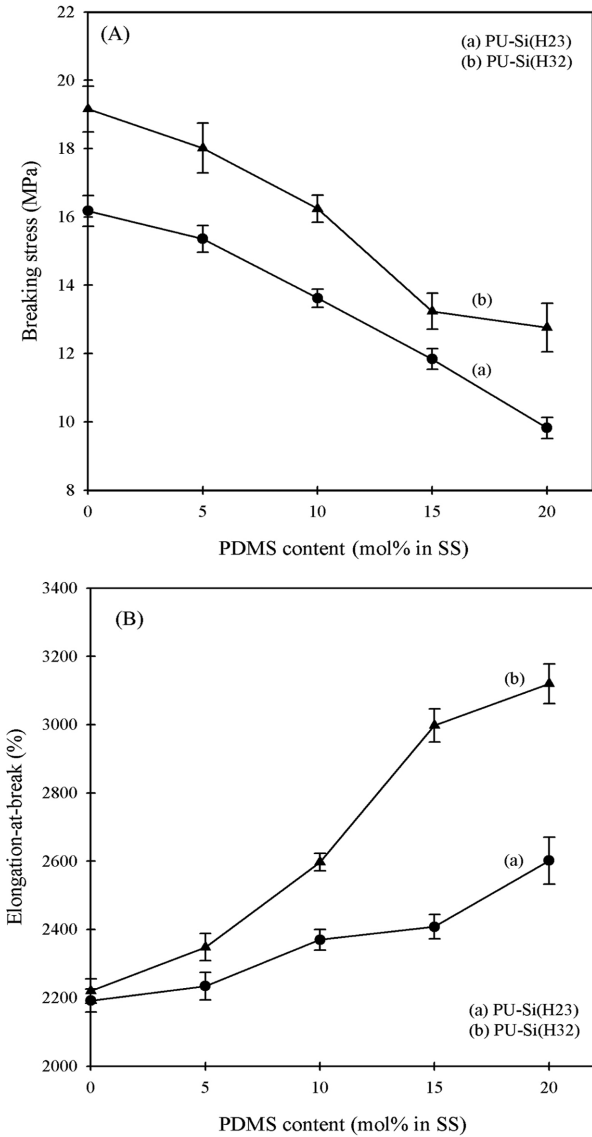 (A)
(a) PU-Si(H23)
(b) PU-Si(H32)
22
20
18
16
14
12
10
8
Breaking stress (MPa)
(b)
(a)
0 5 10 15 20
PDMS content (mol% in SS)
(B)
3400
3200
3000
2800
2600
2400
2200
2000
Elongation-at-break (%)
(b)
(a)
(a) PU-Si(H23)
(b) PU-Si(H32)
0 5 10 15 20
PDMS content (mol% in SS)